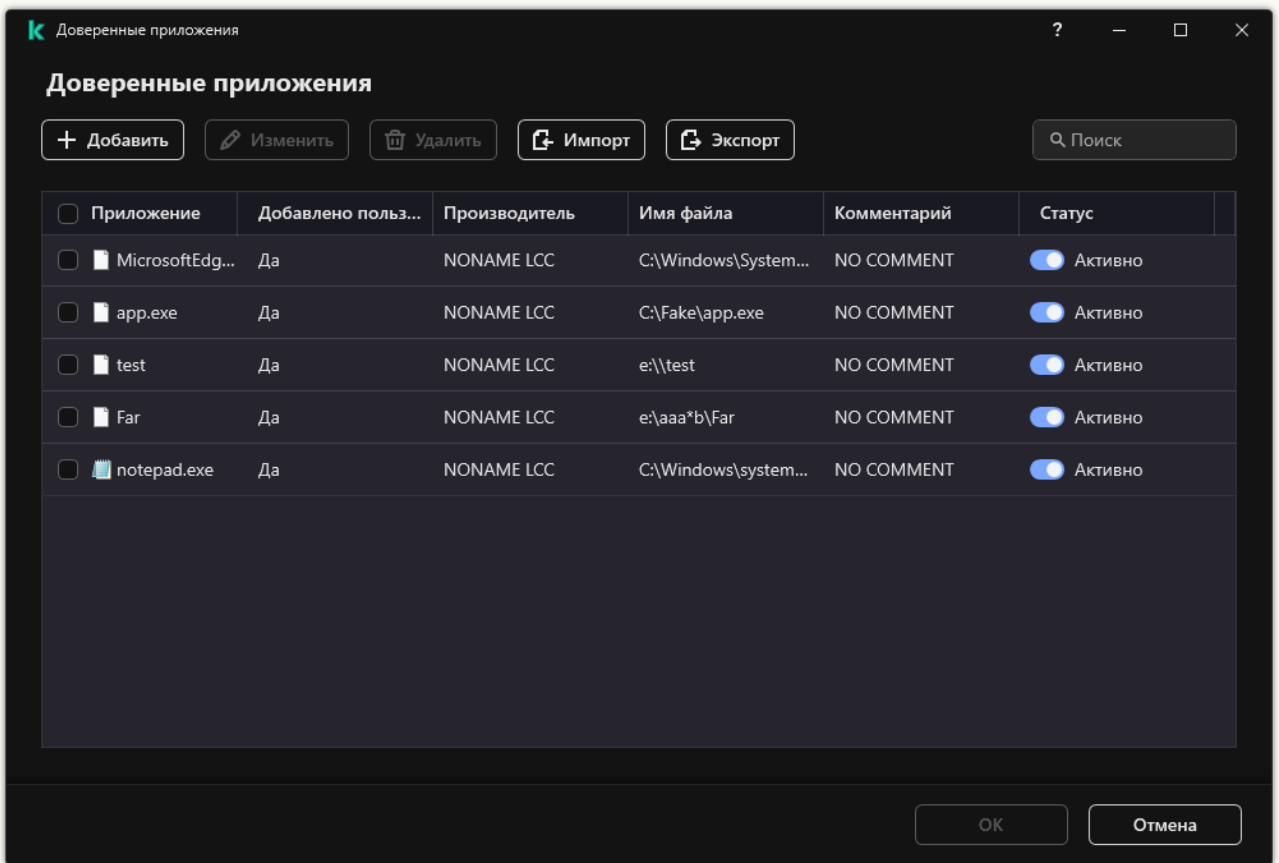 Доверенные приложения
?
Доверенные приложения
Добавить Изменить Удалить Импорт Экспорт Поиск
Приложение Добавлено польз... Производитель Имя файла Комментарий Статус
MicrosoftEdg... Да NONAME LCC C:\Windows\System... NO COMMENT Активно
app.exe Да NONAME LCC C:\Fake\app.exe NO COMMENT Активно
test Да NONAME LCC e:\\test NO COMMENT Активно
Far Да NONAME LCC e:\aaa*b\Far NO COMMENT Активно
notepad.exe Да NONAME LCC C:\Windows\system... NO COMMENT Активно
ОК Отмена